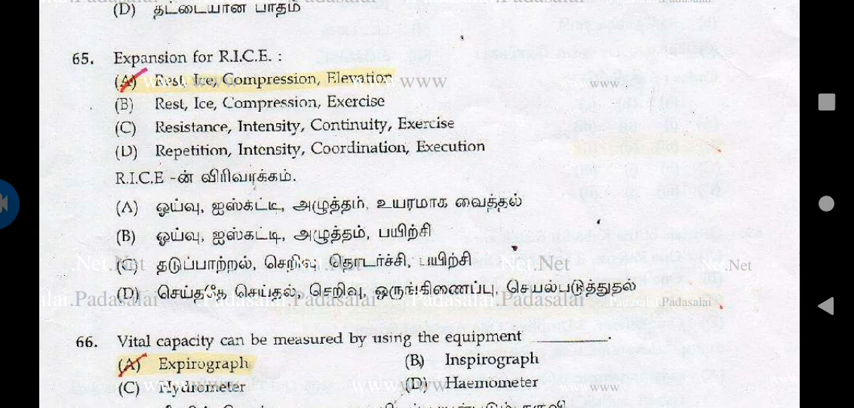 (D) தட்டையான பாதம்
65. Expansion for R.I.C.E. :
(A) Rest, Ice, Compression, Elevation
(B) Rest, Ice, Compression, Exercise
(C) Resistance, Intensity, Continuity, Exercise
(D) Repetition, Intensity, Coordination, Execution
R.I.C.E -ன் விரிவாக்கம்.
(A) ஓய்வு, ஐஸ்கட்டி, அழுத்தம், உயரமாக வைத்தல்
(B) ஓய்வு, ஐஸ்கட்டி, அழுத்தம், பயிற்சி
(C) தடுப்பாற்றல், செறிவு, தொடர்ச்சி, பயிற்சி
(D) செய்ததை செய்தல், செறிவு, ஒருங்கிணைப்பு, செயல்படுத்துதல்
66. Vital capacity can be measured by using the equipment ________.
(A) Expirograph (B) Inspirograph
(C) Hydrometer (D) Haemometer